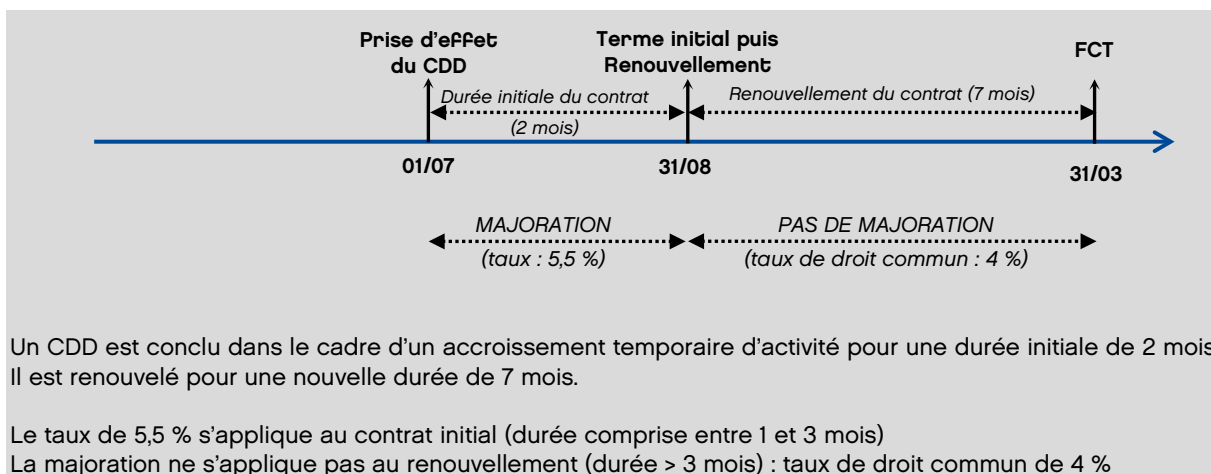 Prise d'effet du CDD
Terme initial puis Renouvellement
FCT
Durée initiale du contrat (2 mois)
Renouvellement du contrat (7 mois)
01/07
31/08
31/03
MAJORATION
(taux : 5,5 %)
PAS DE MAJORATION
(taux de droit commun : 4 %)
Un CDD est conclu dans le cadre d'un accroissement temporaire d'activité pour une durée initiale de 2 mois
Il est renouvelé pour une nouvelle durée de 7 mois.
Le taux de 5,5 % s'applique au contrat initial (durée comprise entre 1 et 3 mois)
La majoration ne s'applique pas au renouvellement (durée > 3 mois) : taux de droit commun de 4 %